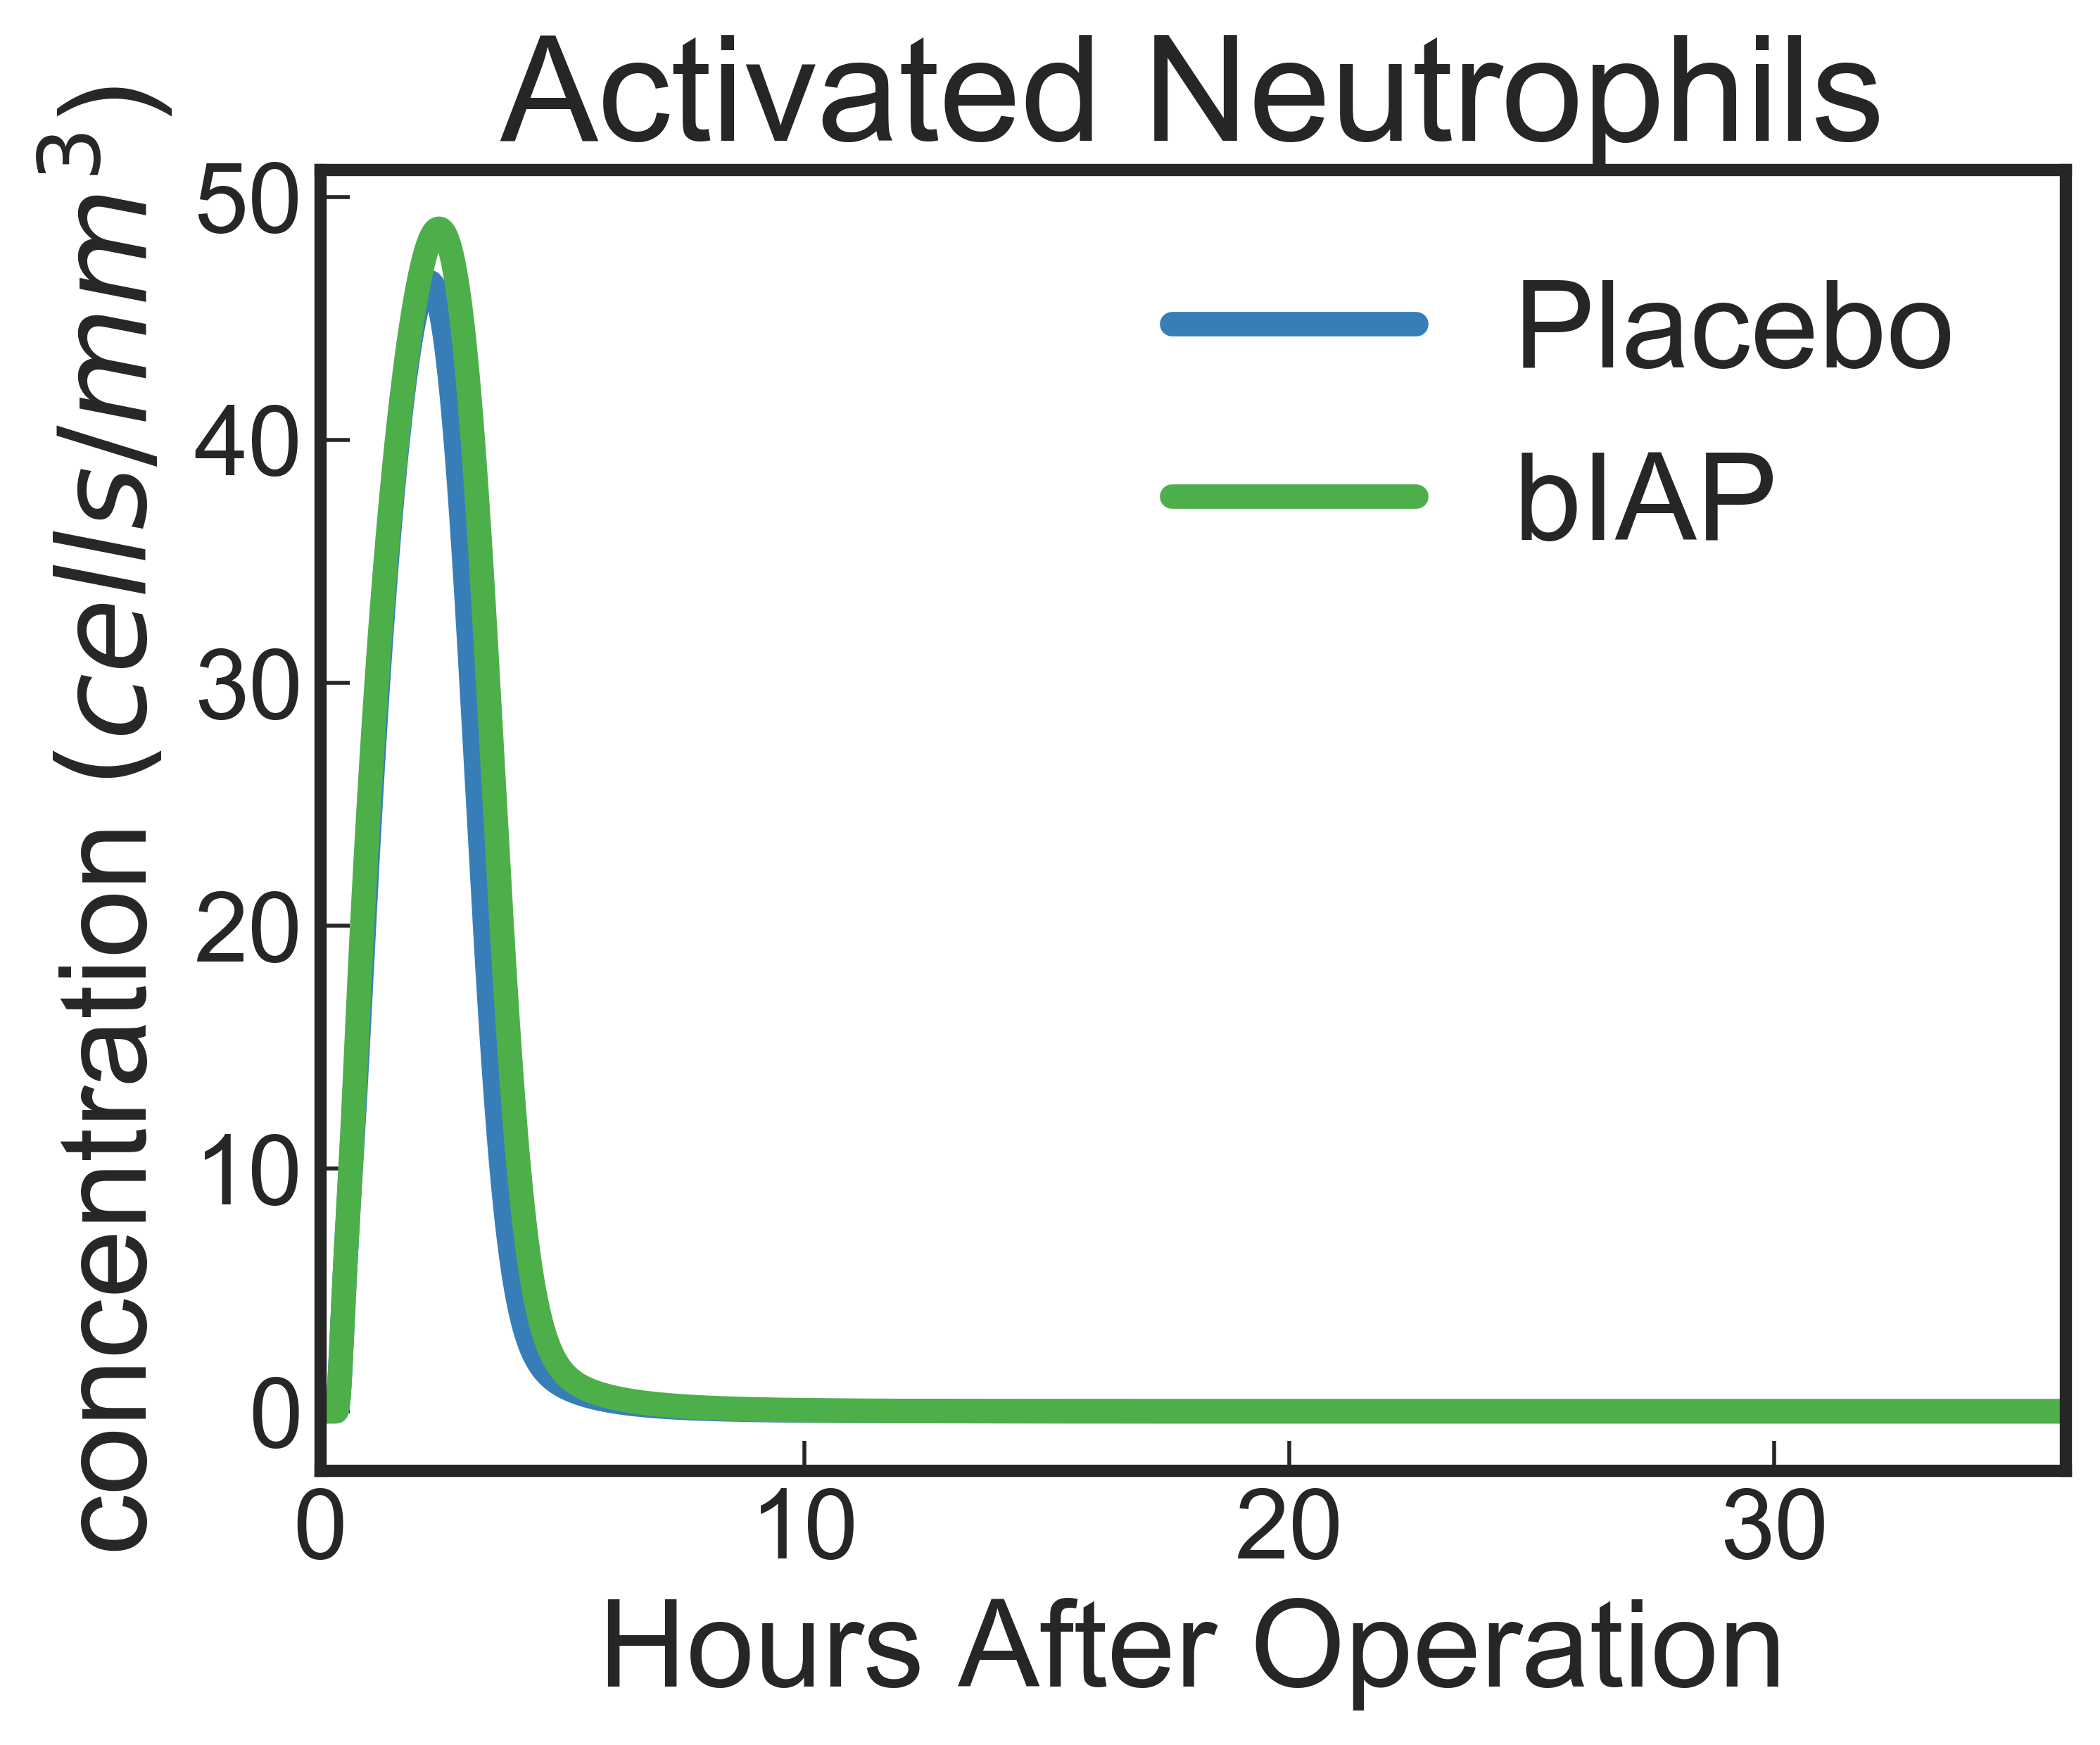 Activated Neutrophils
concentration (cells/mm³)
50
40
30
20
10
0
Placebo
bIAP
0 10 20 30
Hours After Operation